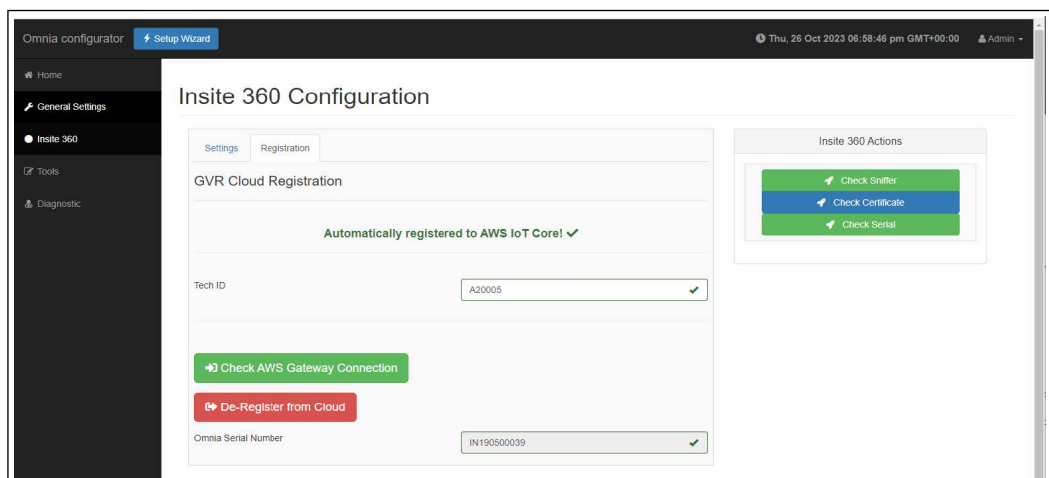 Omnia configurator
Setup Wizard
Thu, 26 Oct 2023 06:58:46 pm GMT+00:00
Admin
Home
General Settings
Insite 360
Tools
Diagnostic
Insite 360 Configuration
Settings
Registration
GVR Cloud Registration
Automatically registered to AWS IoT Core!
Tech ID
A20005
Check AWS Gateway Connection
De-Register from Cloud
Omnia Serial Number
IN190500039
Insite 360 Actions
Check Sniffer
Check Certificate
Check Serial